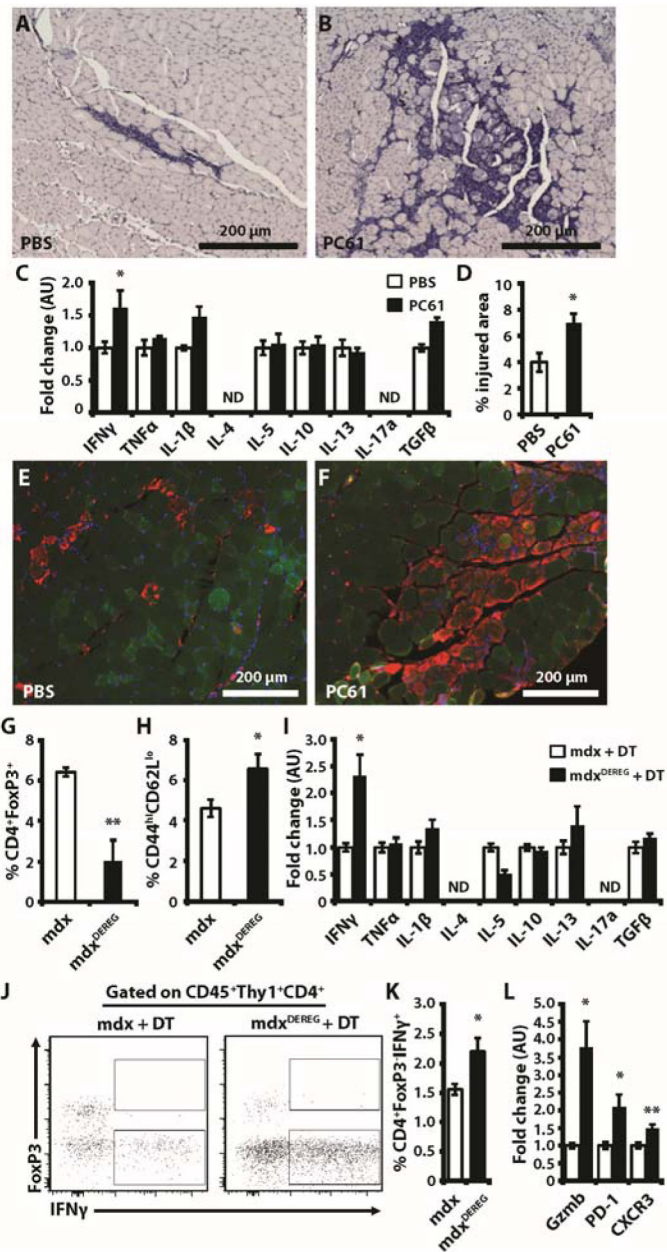 A
PBS
200 µm
B
PC61
200 µm
C
Fold change (AU)
2.0
1.5
1.0
0.5
0
*
PBS
PC61
ND
ND
IFNγ
TNFα
IL-1β
IL-4
IL-5
IL-10
IL-13
IL-17a
TGFβ
D
% injured area
10
8
6
4
2
0
*
PBS
PC61
E
PBS
200 µm
F
PC61
200 µm
G
% CD4+FoxP3+
8
6
4
2
0
**
mdx
mdxDEREG
H
% CD44hiCD62Llo
8
6
4
2
0
*
mdx
mdxDEREG
I
Fold change (AU)
3.0
2.5
2.0
1.5
1.0
0.5
0
*
mdx + DT
mdxDEREG + DT
ND
ND
IFNγ
TNFα
IL-1β
IL-4
IL-5
IL-10
IL-13
IL-17a
TGFβ
J
Gated on CD45+Thy1+CD4+
mdx + DT
mdxDEREG + DT
FoxP3
IFNγ
K
% CD4+FoxP3-IFNγ+
3.0
2.5
2.0
1.5
1.0
0.5
0
*
mdx
mdxDEREG
L
Fold change (AU)
5.0
4.5
4.0
3.5
3.0
2.5
2.0
1.5
1.0
0.5
0
*
*
**
Gzmb
PD-1
CXCR3